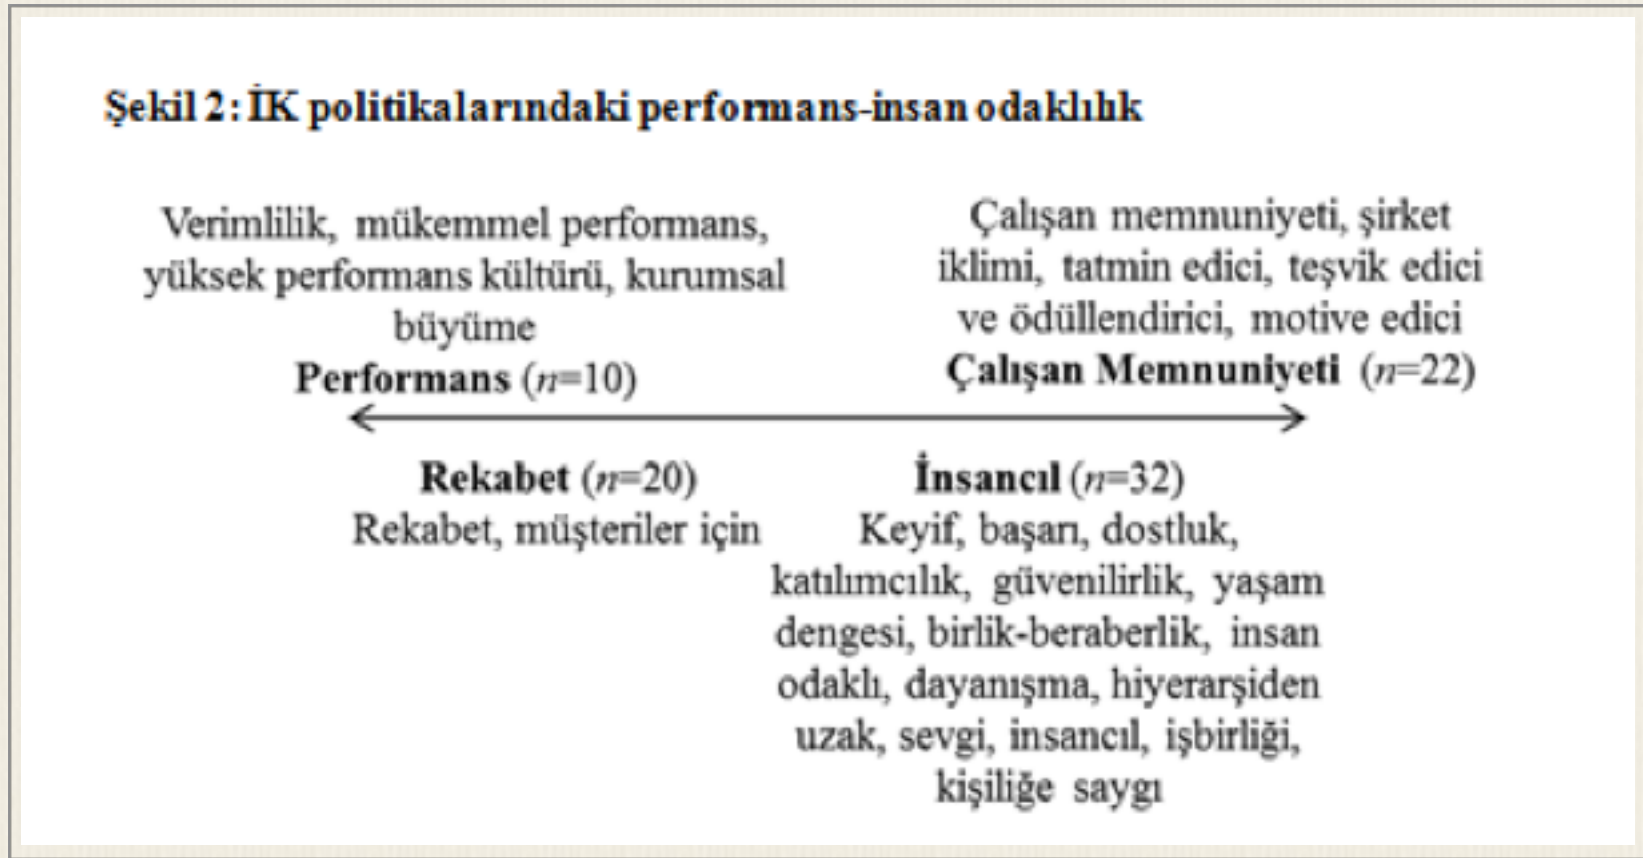 Şekil 2: İK politikalarındaki performans-insan odaklılık
Verimlilik, mükemmel performans,
yüksek performans kültürü, kurumsal
büyüme
Performans (n=10)
Çalışan memnuniyeti, şirket
iklimi, tatmin edici, teşvik edici
ve ödüllendirici, motive edici
Çalışan Memnuniyeti (n=22)
Rekabet (n=20)
Rekabet, müşteriler için
İnsancıl (n=32)
Keyif, başarı, dostluk,
katılımcılık, güvenilirlik, yaşam
dengesi, birlik-beraberlik, insan
odaklı, dayanışma, hiyerarşiden
uzak, sevgi, insancıl, işbirliği,
kişiliğe saygı